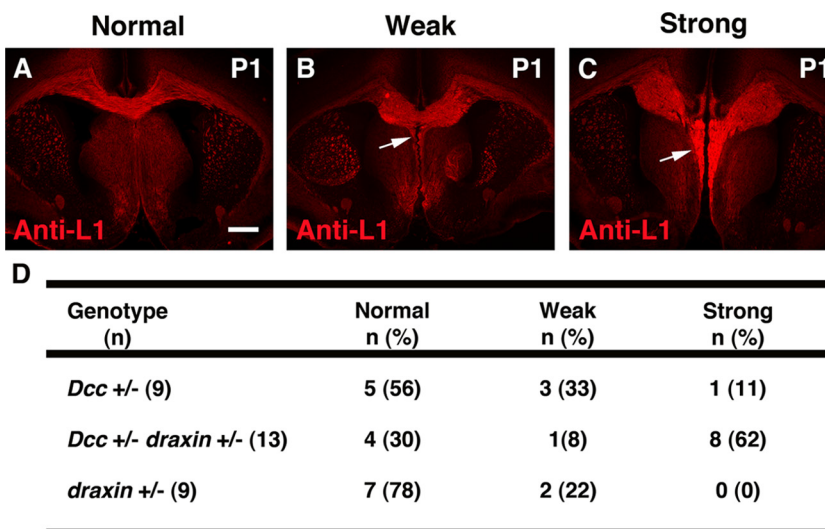 Normal Weak Strong
A P1 B P1 C P1
Anti-L1 Anti-L1 Anti-L1
D
Genotype Normal Weak Strong
(n) n (%) n (%) n (%)
Dcc +/- (9) 5 (56) 3 (33) 1 (11)
Dcc +/- draxin +/- (13) 4 (30) 1(8) 8 (62)
draxin +/- (9) 7 (78) 2 (22) 0 (0)